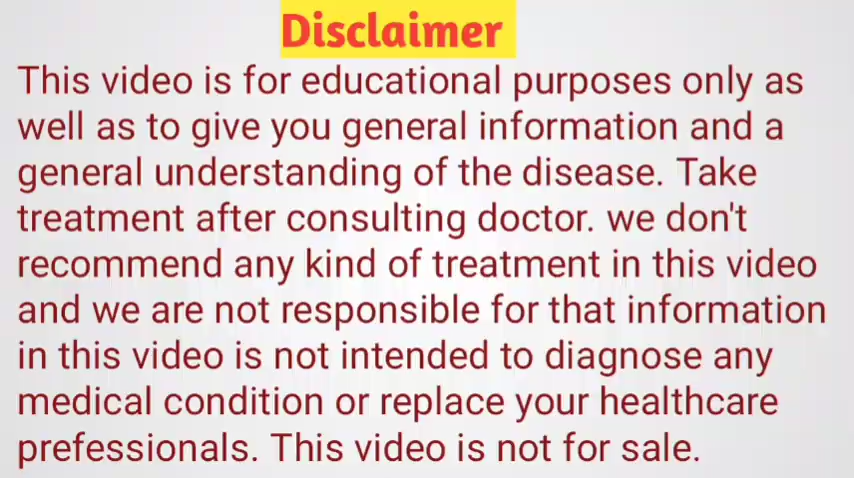 Disclaimer
This video is for educational purposes only as
well as to give you general information and a
general understanding of the disease. Take
treatment after consulting doctor. we don't
recommend any kind of treatment in this video
and we are not responsible for that information
in this video is not intended to diagnose any
medical condition or replace your healthcare
prefessionals. This video is not for sale.